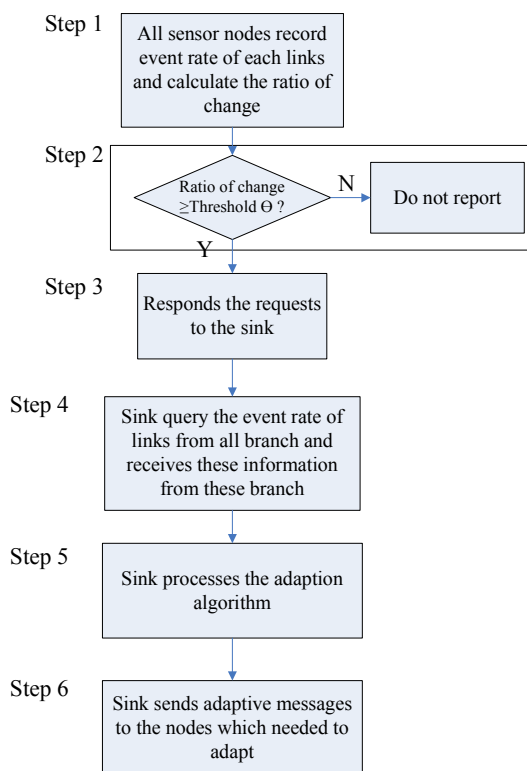 Step 1
All sensor nodes record
event rate of each links
and calculate the ratio of
change
Step 2
Ratio of change
≥Threshold Θ ?
N
Do not report
Y
Step 3
Responds the requests
to the sink
Step 4
Sink query the event rate of
links from all branch and
receives these information
from these branch
Step 5
Sink processes the adaption
algorithm
Step 6
Sink sends adaptive messages
to the nodes which needed to
adapt